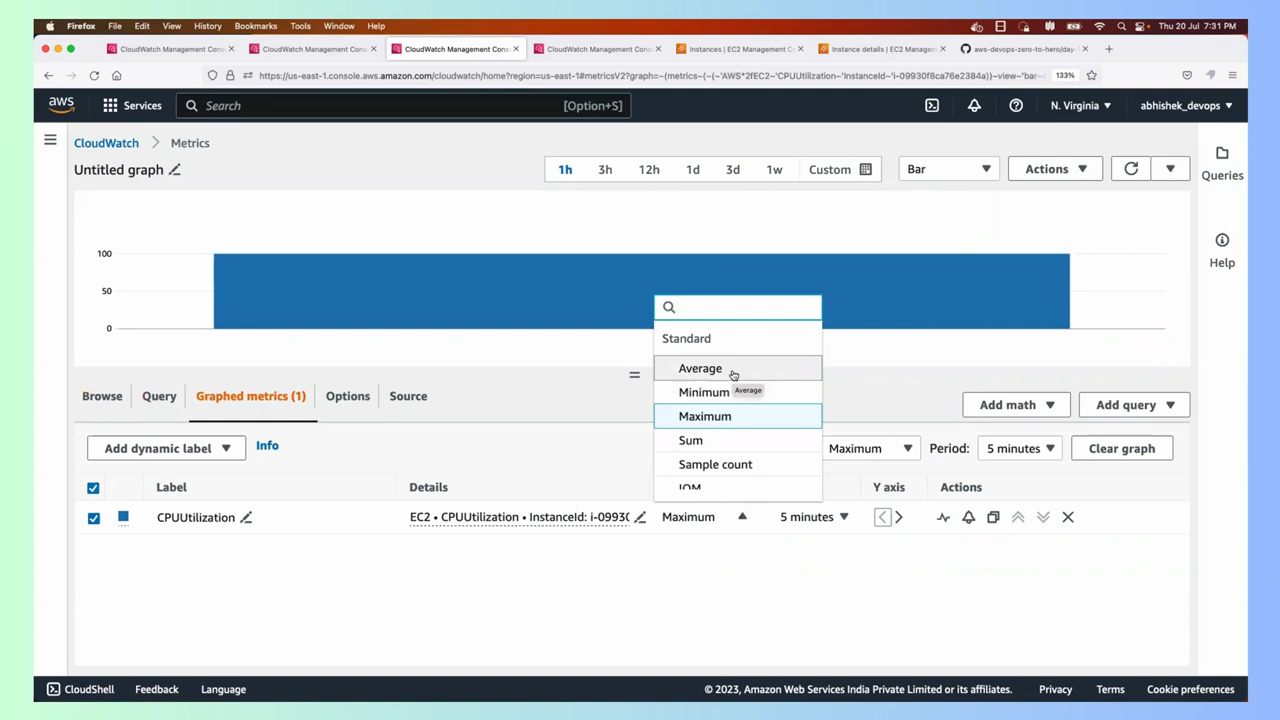 Firefox File Edit View History Bookmarks Tools Window Help Thu 20 Jul 7:31 PM
CloudWatch Management Cons CloudWatch Management Cons CloudWatch Management Cons CloudWatch Management Cons Instances | EC2 Management C Instance details | EC2 Manager aws-devops-zero-to-hero/day-
https://us-east-1.console.aws.amazon.com/cloudwatch/home?region=us-east-1#metricsV2?graph=~(metrics~(~(~'AWS*2fEC2~'CPUUtilization~'InstanceId~'i-09930f8ca76e2384a))~view~'bar~ 133%
aws Services Search [Option+S] N. Virginia abhishek_devops
CloudWatch Metrics
Untitled graph 1h 3h 12h 1d 3d 1w Custom Bar Actions
Queries
Help
100
50
0
Standard
Average
Minimum Average
Maximum
Sum
Sample count
IQM
Browse Query Graphed metrics (1) Options Source Add math Add query
Add dynamic label Info Maximum Period: 5 minutes Clear graph
Label Details Y axis Actions
CPUUtilization EC2 • CPUUtilization • InstanceId: i-0993( Maximum 5 minutes
CloudShell Feedback Language © 2023, Amazon Web Services India Private Limited or its affiliates. Privacy Terms Cookie preferences